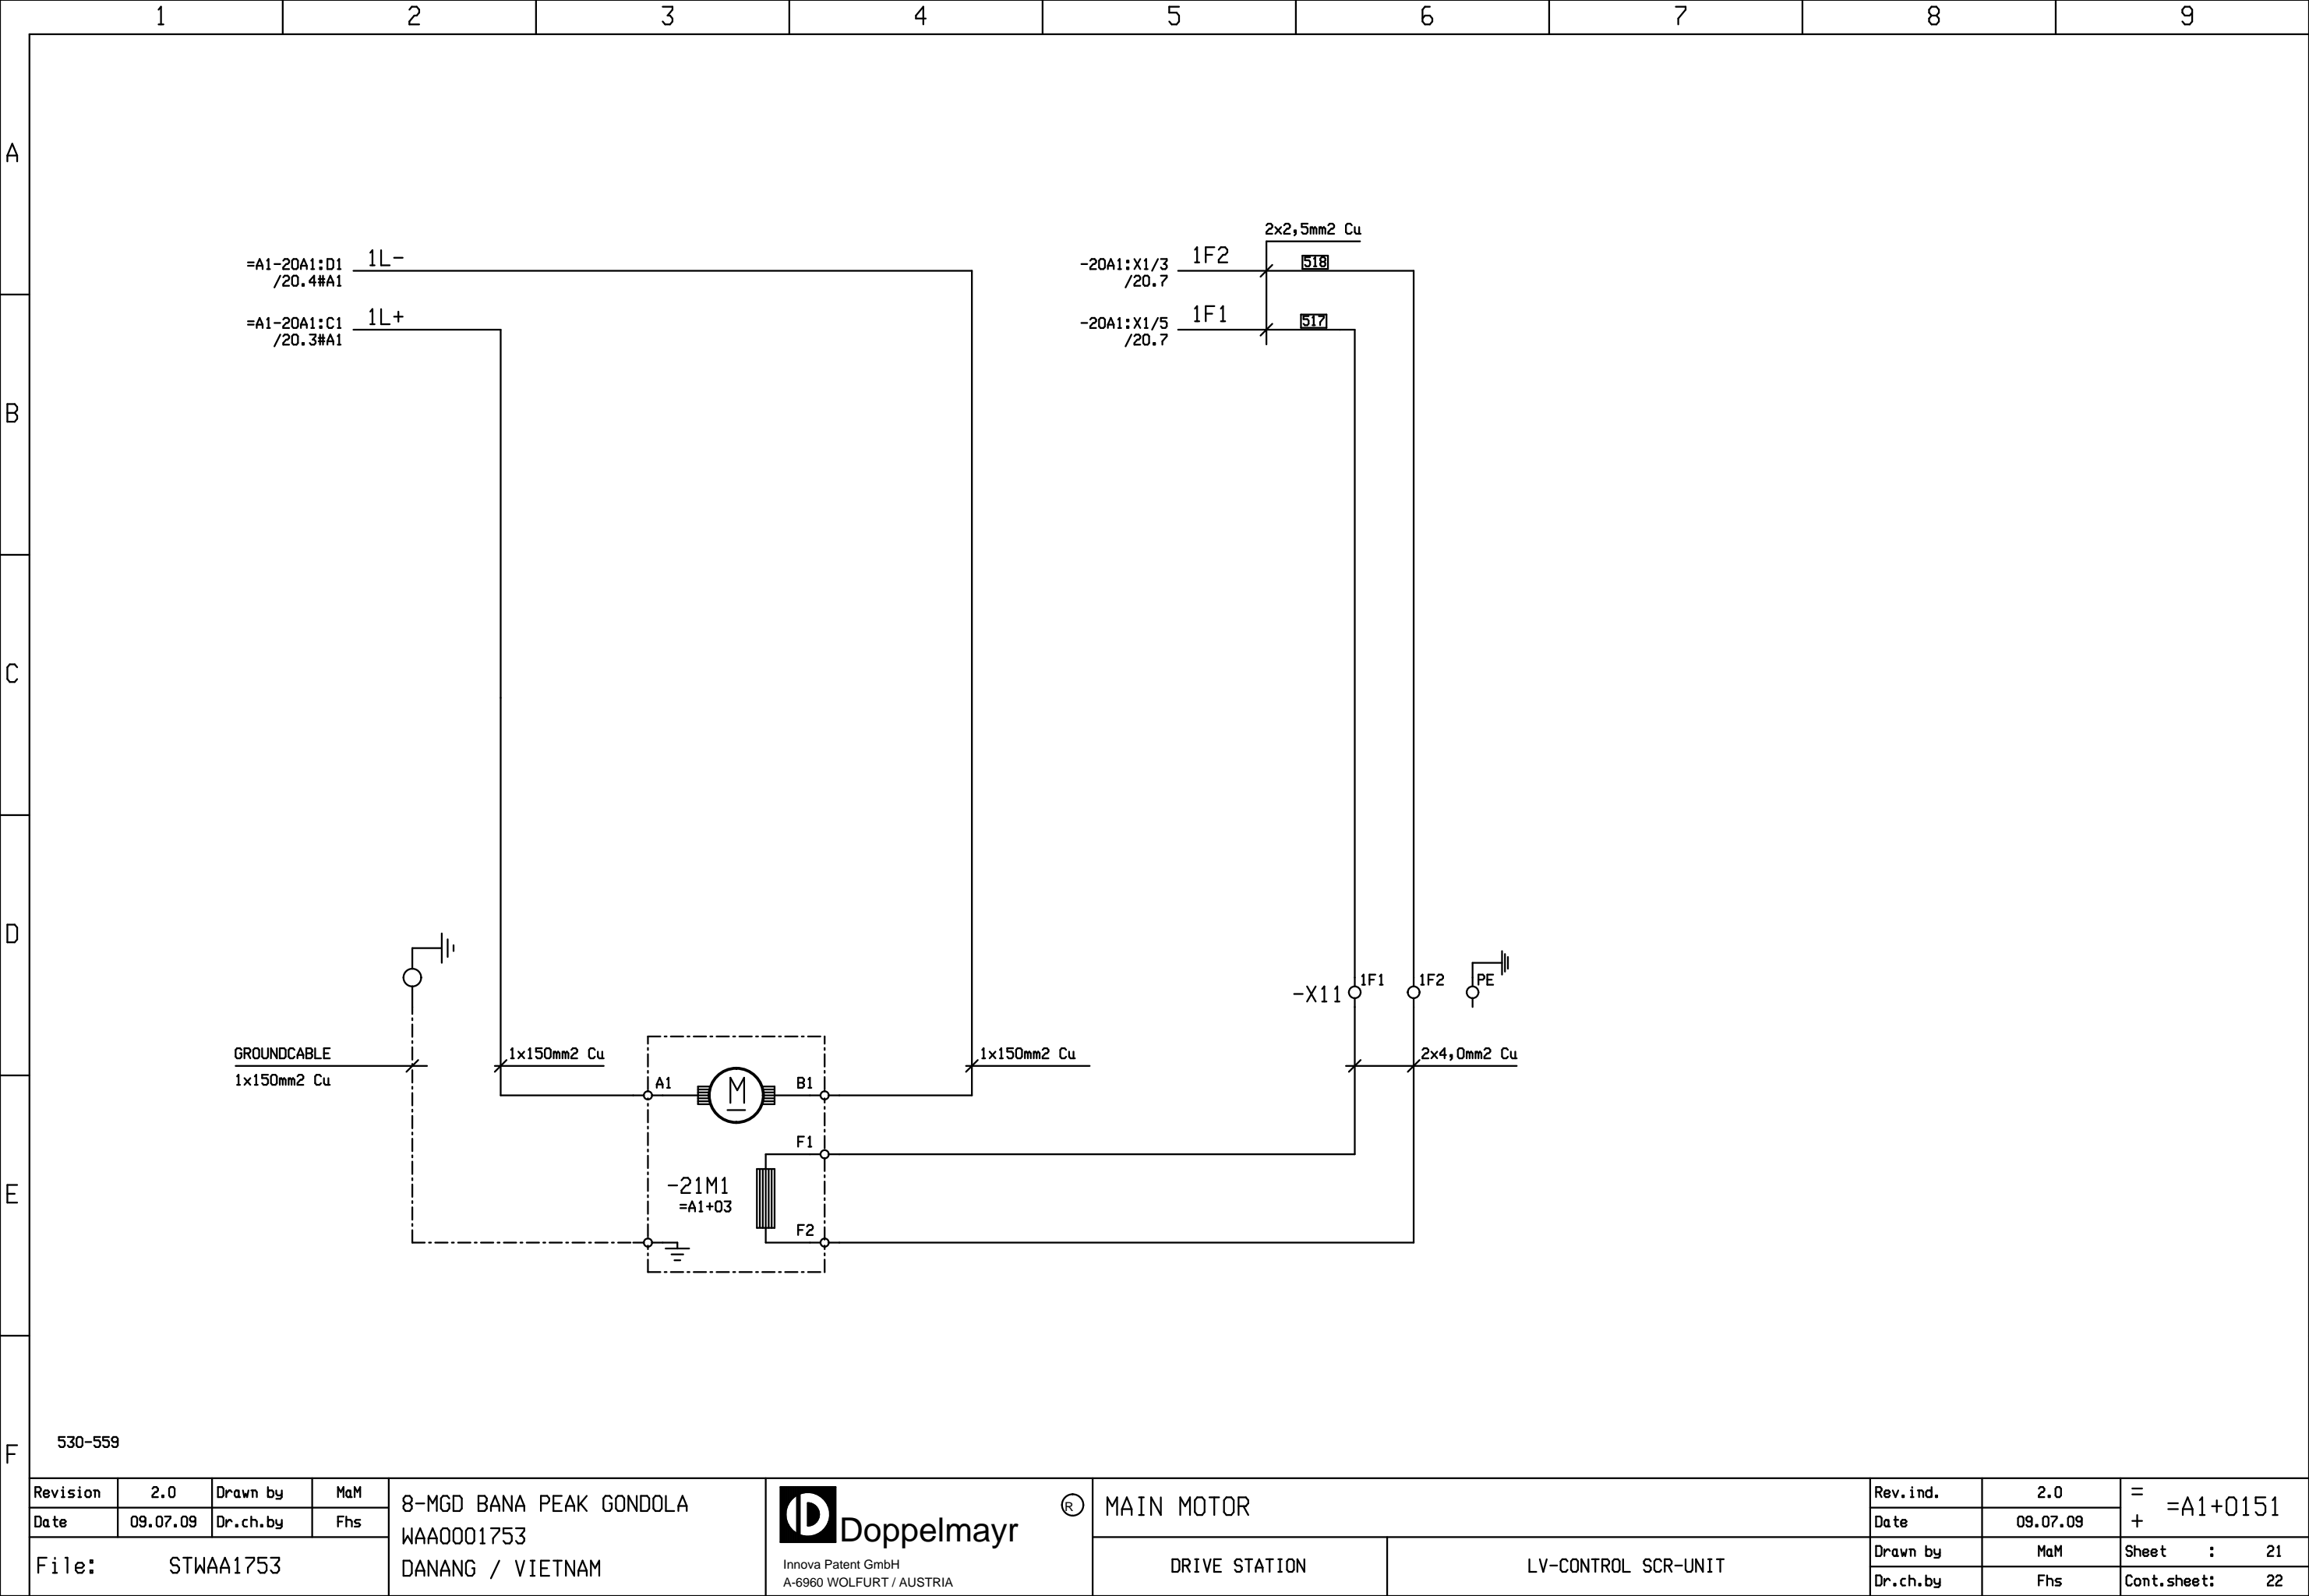 1 2 3 4 5 6 7 8 9
A
B
C
D
E
F
2x2,5mm2 Cu
=A1-20A1:D1 1L-
/20.4#A1
-20A1:X1/3 1F2 518
/20.7
=A1-20A1:C1 1L+
/20.3#A1
-20A1:X1/5 1F1 517
/20.7
-X11 1F1 1F2 PE
GROUNDCABLE
1x150mm2 Cu
1x150mm2 Cu
1x150mm2 Cu
2x4,0mm2 Cu
A1 M B1
F1
-21M1
=A1+03
F2
530-559
Revision 2.0 Drawn by MaM
Date 09.07.09 Dr.ch.by Fhs
File: STWAA1753
8-MGD BANA PEAK GONDOLA
WAA0001753
DANANG / VIETNAM
Doppelmayr ®
Innova Patent GmbH
A-6960 WOLFURT / AUSTRIA
MAIN MOTOR
DRIVE STATION
LV-CONTROL SCR-UNIT
Rev.ind. 2.0
Date 09.07.09
Drawn by MaM
Dr.ch.by Fhs
=
+
=A1+0151
Sheet : 21
Cont.sheet: 22